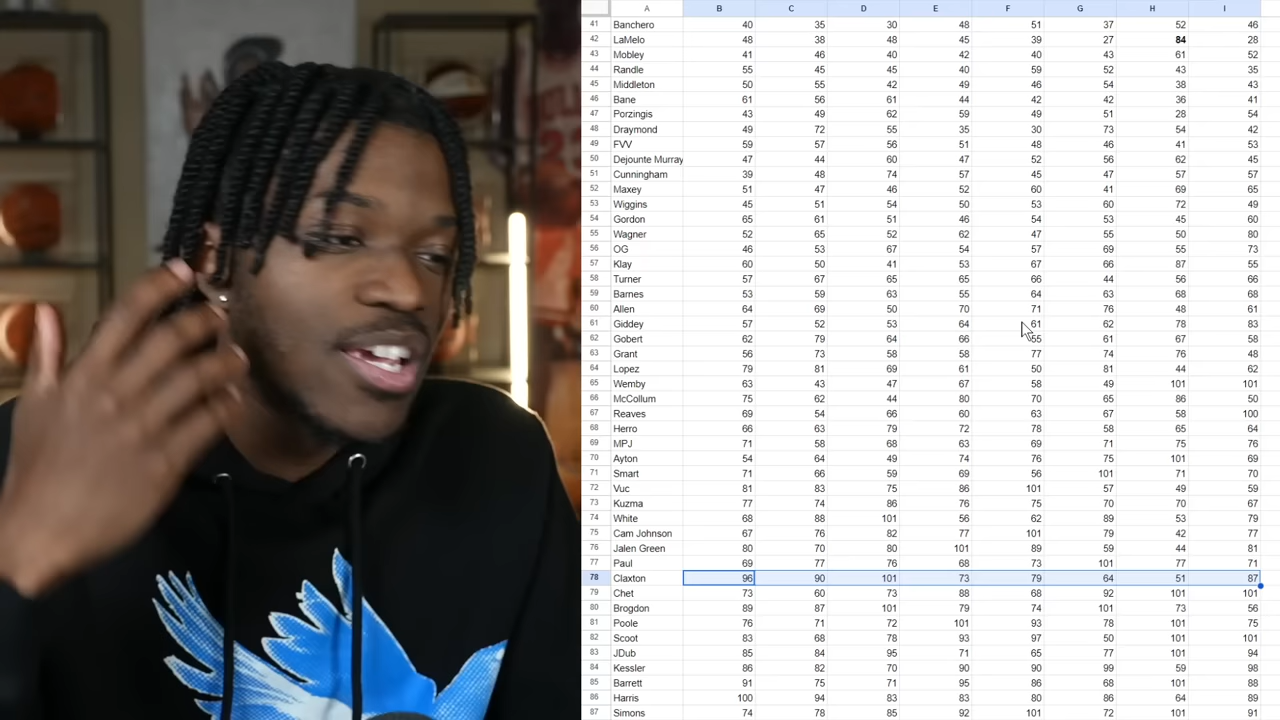 A B C D E F G H I
41 Banchero 40 35 30 48 51 37 52 46
42 LaMelo 48 38 48 45 39 27 84 28
43 Mobley 41 46 40 42 40 43 61 52
44 Randle 55 45 45 40 59 52 43 35
45 Middleton 50 55 42 49 46 54 38 43
46 Bane 61 56 61 44 42 42 36 41
47 Porzingis 43 49 62 59 49 51 28 54
48 Draymond 49 72 55 35 30 73 54 42
49 FVV 59 57 56 51 48 46 41 53
50 Dejounte Murray 47 44 60 47 52 56 62 45
51 Cunningham 39 48 74 57 45 47 57 57
52 Maxey 51 47 46 52 60 41 69 65
53 Wiggins 45 51 54 50 53 60 72 49
54 Gordon 65 61 51 46 54 53 45 60
55 Wagner 52 65 52 62 47 55 50 80
56 OG 46 53 67 54 57 69 55 73
57 Klay 60 50 41 53 67 66 87 55
58 Turner 57 67 65 65 66 44 56 66
59 Barnes 53 59 63 55 64 63 68 68
60 Allen 64 69 50 70 71 76 48 61
61 Giddey 57 52 53 64 61 62 78 83
62 Gobert 62 79 64 66 55 61 67 58
63 Grant 56 73 58 58 77 74 76 48
64 Lopez 79 81 69 61 50 81 44 62
65 Wemby 63 43 47 67 58 49 101 101
66 McCollum 75 62 44 80 70 65 86 50
67 Reaves 69 54 66 60 63 67 58 100
68 Herro 66 63 79 72 78 58 65 64
69 MPJ 71 58 68 63 69 71 75 76
70 Ayton 54 64 49 74 76 75 101 69
71 Smart 71 66 59 69 56 101 71 70
72 Vuc 81 83 75 86 101 57 49 59
73 Kuzma 77 74 86 76 75 70 70 67
74 White 68 88 101 56 62 89 53 79
75 Cam Johnson 67 76 82 77 101 79 42 77
76 Jalen Green 80 70 80 101 89 59 44 81
77 Paul 69 77 76 68 73 101 77 71
78 Claxton 96 90 101 73 79 64 51 87
79 Chet 73 60 73 88 68 92 101 101
80 Brogdon 89 87 101 79 74 101 73 56
81 Poole 76 71 72 101 93 78 101 75
82 Scoot 83 68 78 93 97 50 101 101
83 JDub 85 84 95 71 65 77 101 94
84 Kessler 86 82 70 90 90 99 59 98
85 Barrett 91 75 71 95 86 68 101 88
86 Harris 100 94 83 83 80 86 64 89
87 Simons 74 78 85 92 101 72 101 91